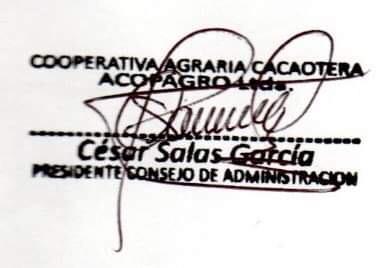 COOPERATIVA AGRARIA CACAOTERA
ACOPAGRO Ltda.
César Salas García
PRESIDENTE CONSEJO DE ADMINISTRACION